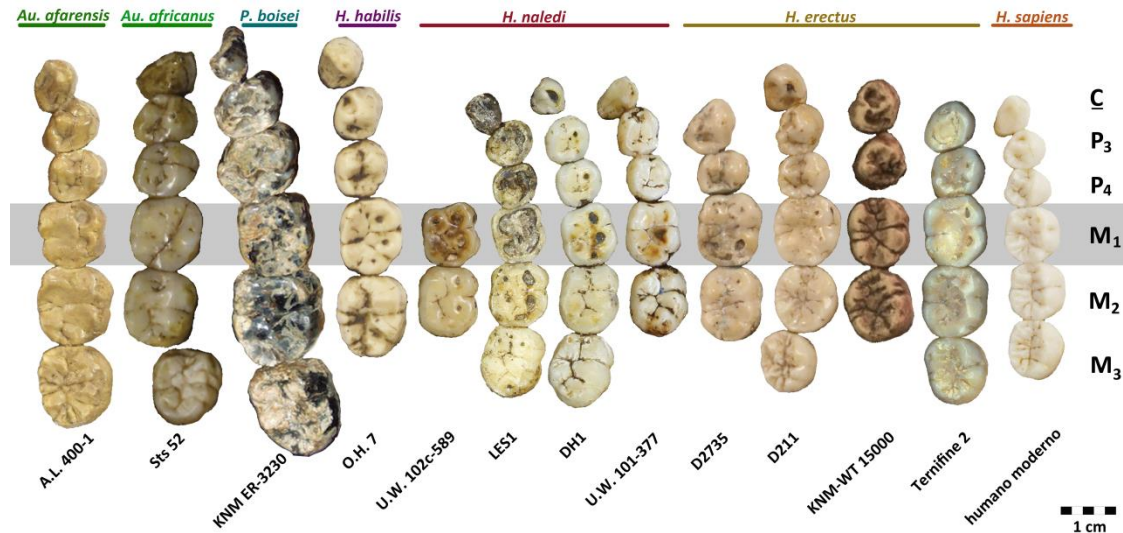 Au. afarensis Au. africanus P. boisei H. habilis H. naledi H. erectus H. sapiens
C
P3
P4
M1
M2
M3
A.L. 400-1 Sts 52 KNM ER-3230 O.H. 7 U.W. 102c-589 LES1 DH1 U.W. 101-377 D2735 D211 KNM-WT 15000 Ternifine 2 humano moderno
1 cm